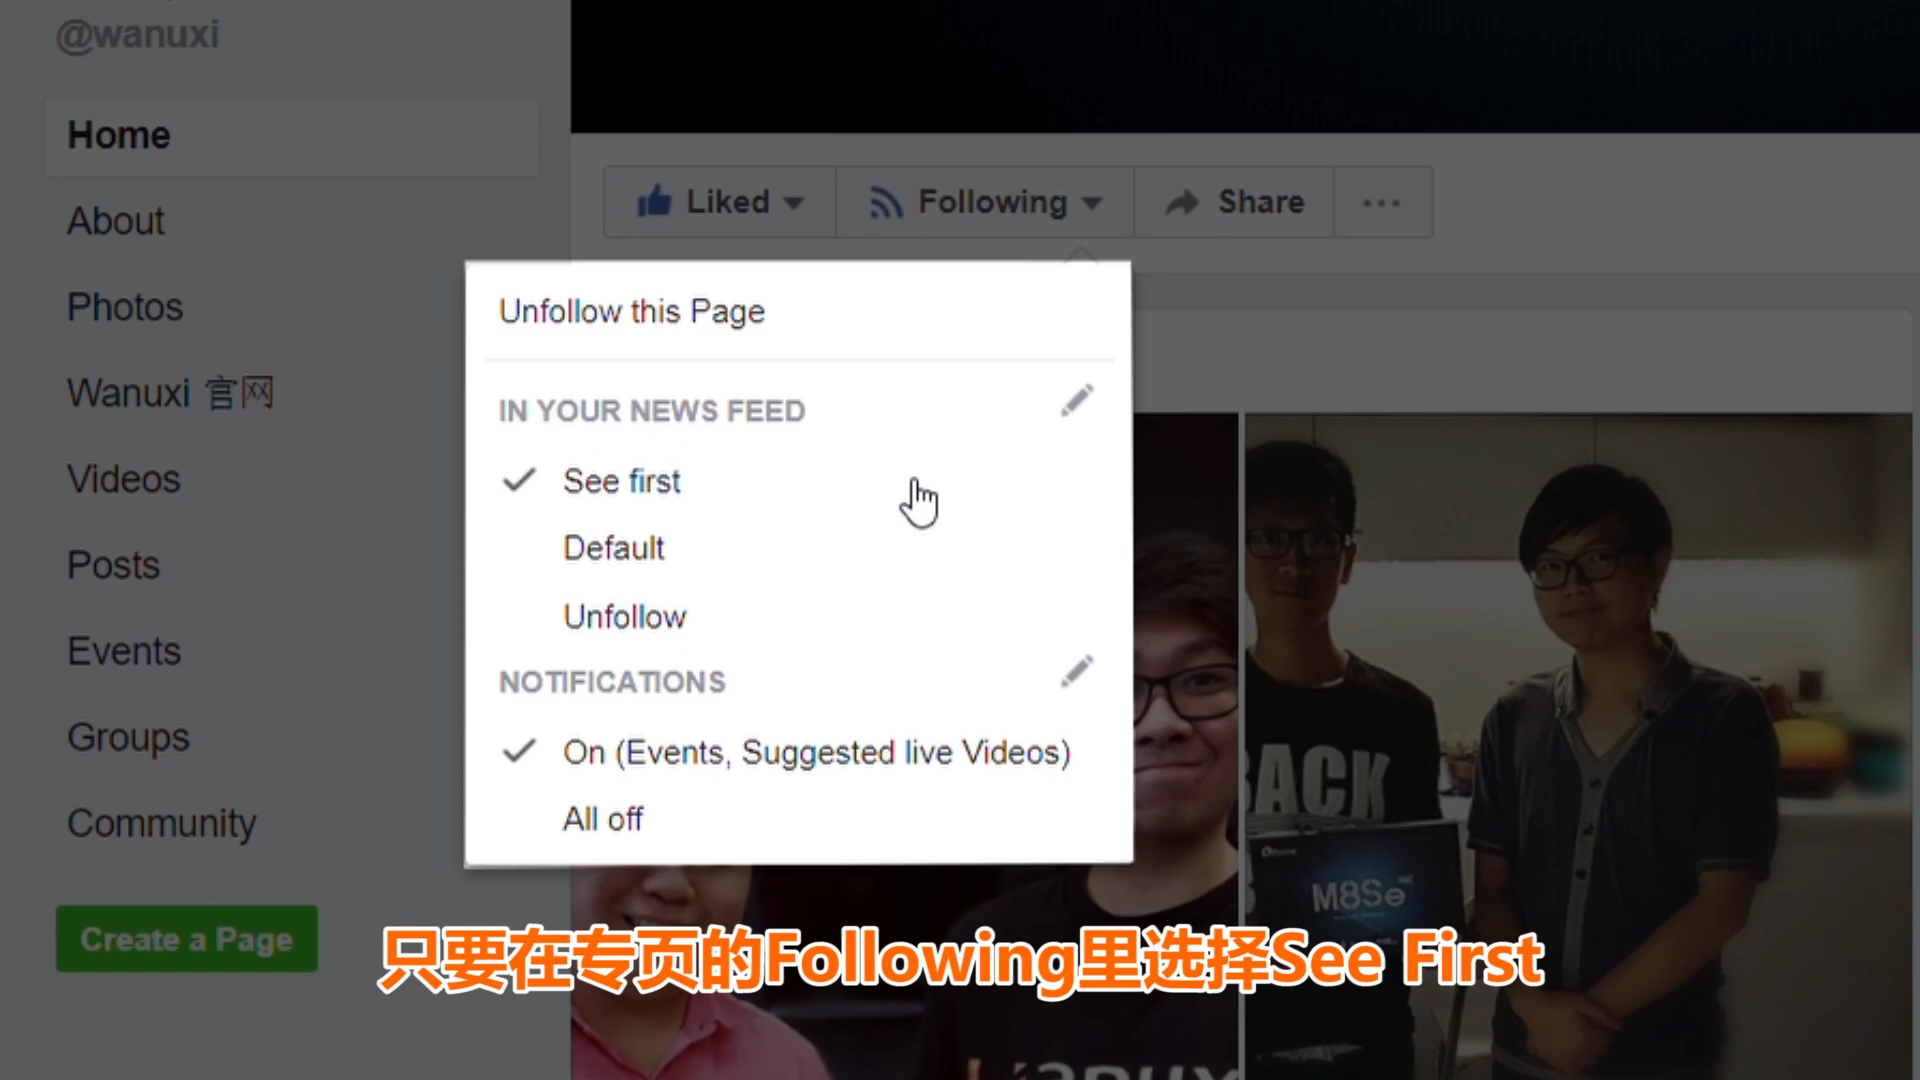 @wanuxi
Home
About
Photos
Wanuxi 官网
Videos
Posts
Events
Groups
Community
Create a Page
Liked
Following
Share
Unfollow this Page
IN YOUR NEWS FEED
See first
Default
Unfollow
NOTIFICATIONS
On (Events, Suggested live Videos)
All off
BACK
M8Se
只要在专页的Following里选择See First